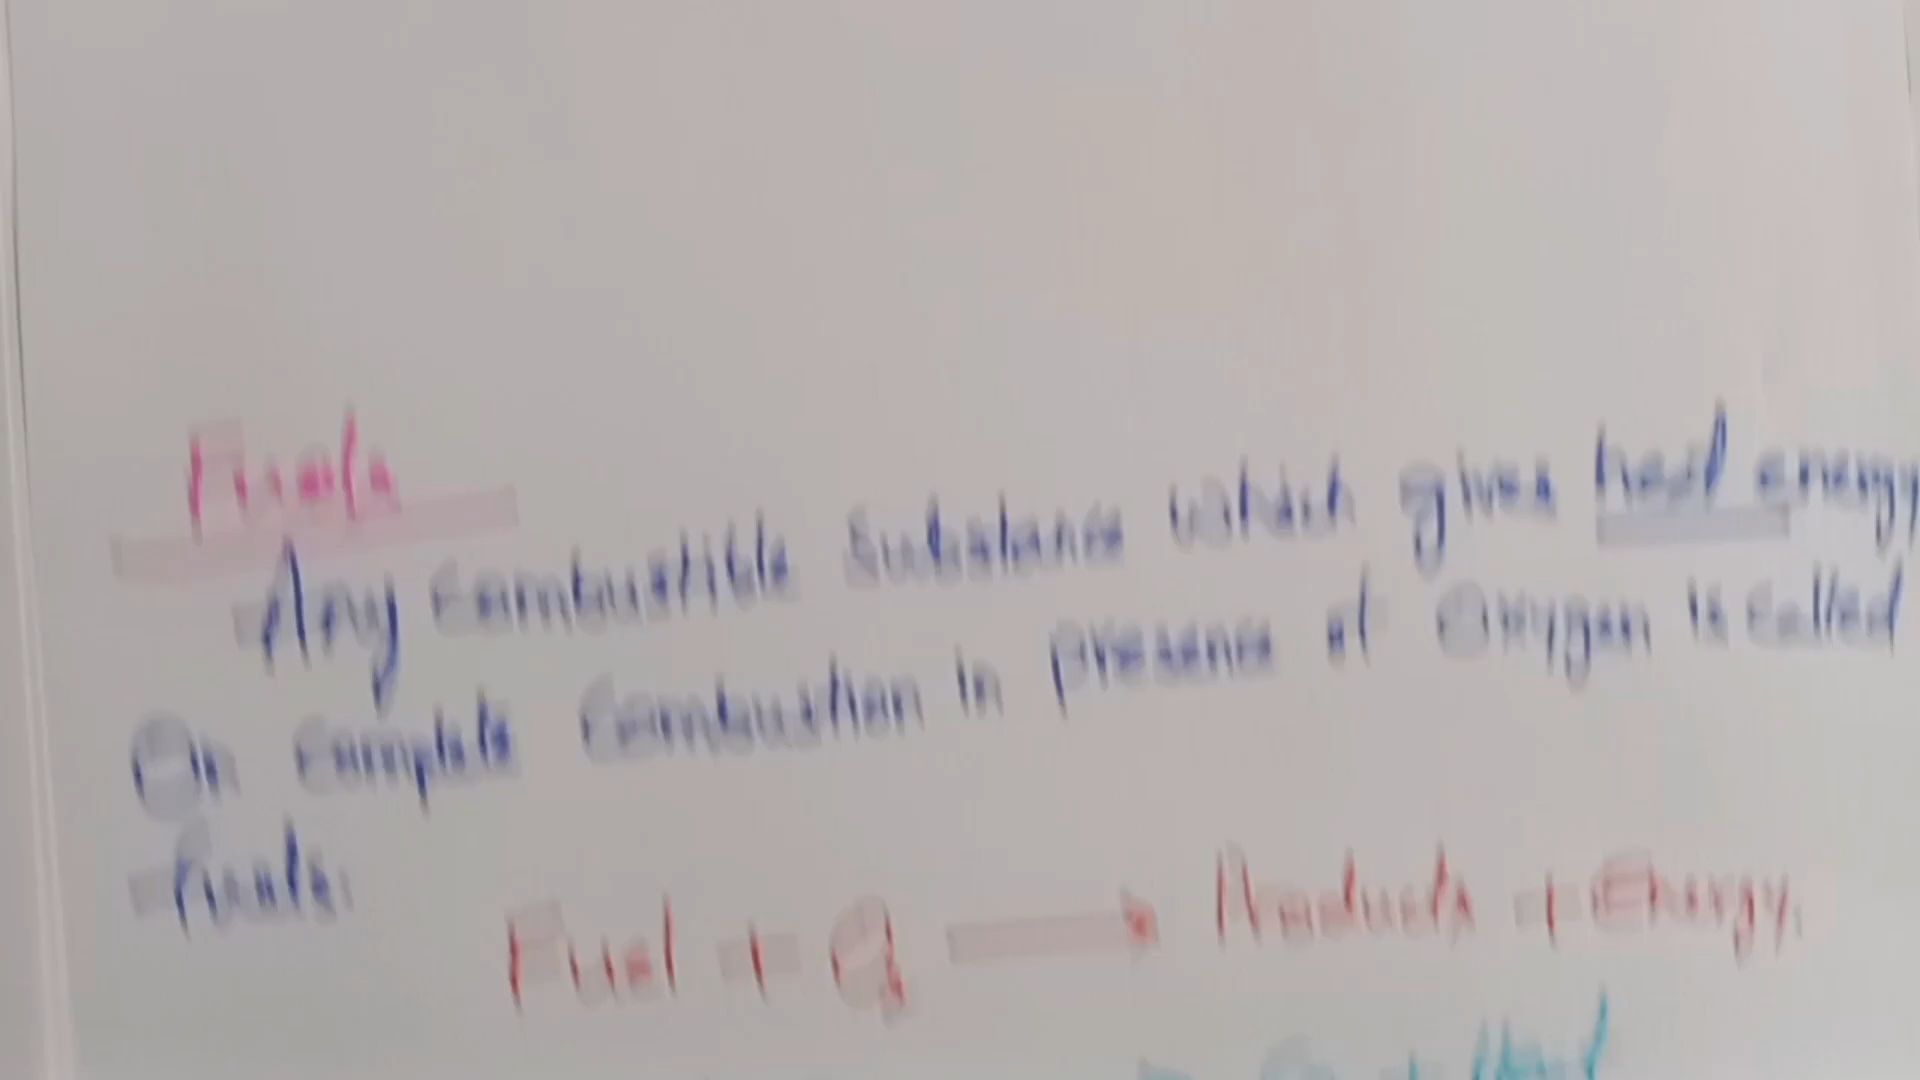 Fuels
Any combustible substance which gives heat energy
On complete combustion in presence of Oxygen is called
fuels.
Fuel + O₂ → Products + Energy.